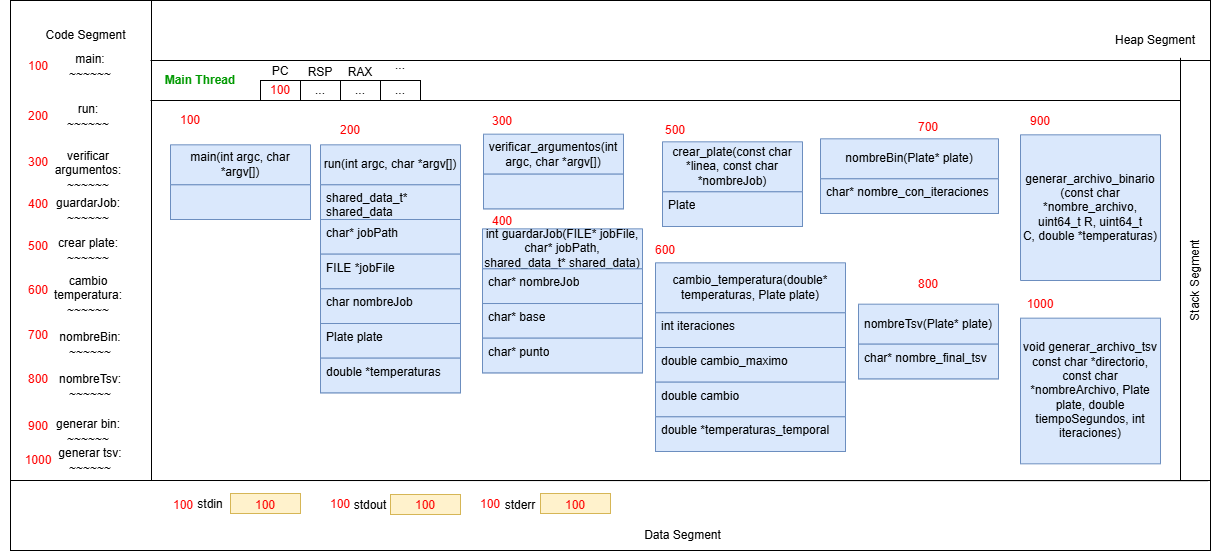 Code Segment
100
main:
~~~~~~
200
run:
~~~~~~
300
verificar
argumentos:
~~~~~~
400
guardarJob:
~~~~~~
500
crear plate:
~~~~~~
600
cambio
temperatura:
~~~~~~
700
nombreBin:
~~~~~~
800
nombreTsv:
~~~~~~
900
generar bin:
~~~~~~
1000
generar tsv:
~~~~~~
Heap Segment
Main Thread
PC RSP RAX ...
100 ... ... ...
100
main(int argc, char
*argv[])
200
run(int argc, char *argv[])
shared_data_t*
shared_data
char* jobPath
FILE *jobFile
char nombreJob
Plate plate
double *temperaturas
300
verificar_argumentos(int
argc, char *argv[])
400
int guardarJob(FILE* jobFile,
char* jobPath,
shared_data_t* shared_data)
char* nombreJob
char* base
char* punto
500
crear_plate(const char
*linea, const char
*nombreJob)
Plate
600
cambio_temperatura(double*
temperaturas, Plate plate)
int iteraciones
double cambio_maximo
double cambio
double *temperaturas_temporal
700
nombreBin(Plate* plate)
char* nombre_con_iteraciones
800
nombreTsv(Plate* plate)
char* nombre_final_tsv
900
generar_archivo_binario
(const char
*nombre_archivo,
uint64_t R, uint64_t
C, double *temperaturas)
1000
void generar_archivo_tsv
const char *directorio,
const char
*nombreArchivo, Plate
plate, double
tiempoSegundos, int
iteraciones)
Stack Segment
100 stdin 100
100 stdout 100
100 stderr 100
Data Segment